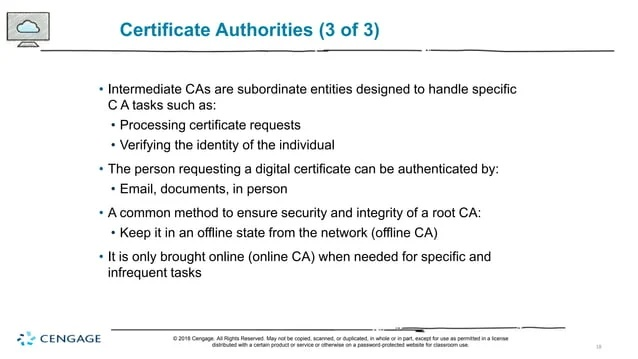 Certificate Authorities (3 of 3)
• Intermediate CAs are subordinate entities designed to handle specific
C A tasks such as:
• Processing certificate requests
• Verifying the identity of the individual
• The person requesting a digital certificate can be authenticated by:
• Email, documents, in person
• A common method to ensure security and integrity of a root CA:
• Keep it in an offline state from the network (offline CA)
• It is only brought online (online CA) when needed for specific and
infrequent tasks
CENGAGE
© 2018 Cengage. All Rights Reserved. May not be copied, scanned, or duplicated, in whole or in part, except for use as permitted in a license
distributed with a certain product or service or otherwise on a password-protected website for classroom use.
18